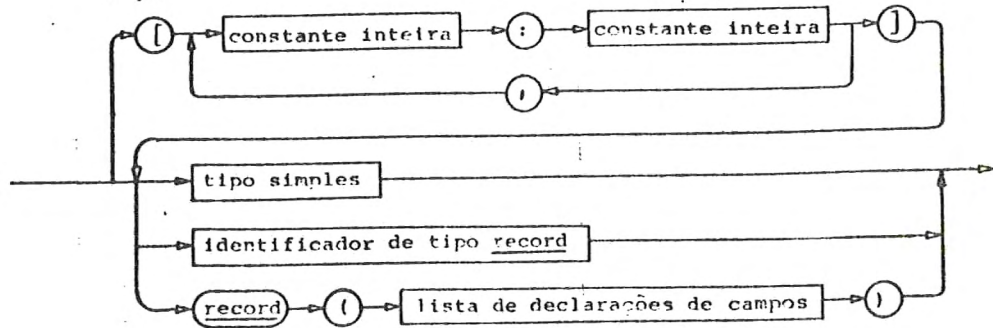 [ constante inteira : constante inteira ]
,
tipo simples
identificador de tipo record
record ( lista de declarações de campos )